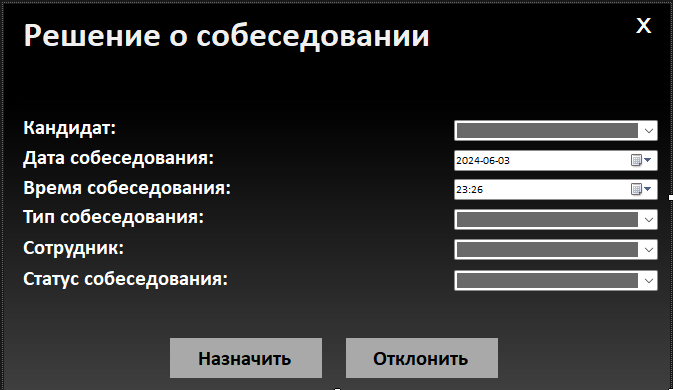 Решение о собеседовании
X
Кандидат:
Дата собеседования:
2024-06-03
Время собеседования:
23:26
Тип собеседования:
Сотрудник:
Статус собеседования:
Назначить
Отклонить